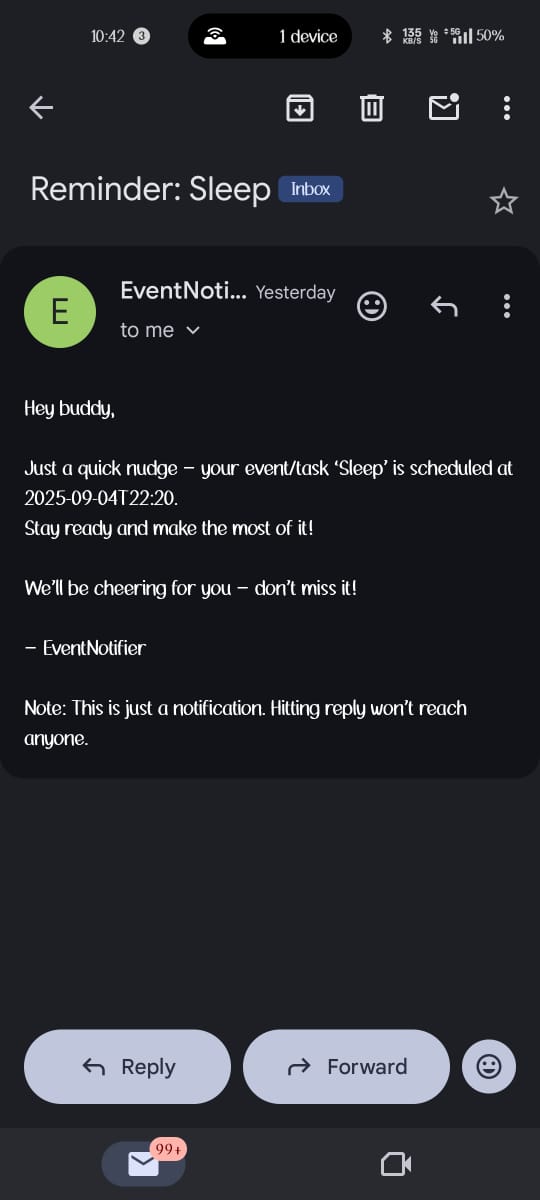 10:42 3 1 device 135 KB/S Vo 5G 5G 50%
Reminder: Sleep Inbox
E EventNoti... Yesterday
to me
Hey buddy,
Just a quick nudge – your event/task ‘Sleep’ is scheduled at
2025-09-04T22:20.
Stay ready and make the most of it!
We’ll be cheering for you – don’t miss it!
– EventNotifier
Note: This is just a notification. Hitting reply won’t reach
anyone.
Reply Forward
99+